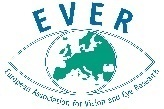 EVER
European Association for Vision and Eye Research